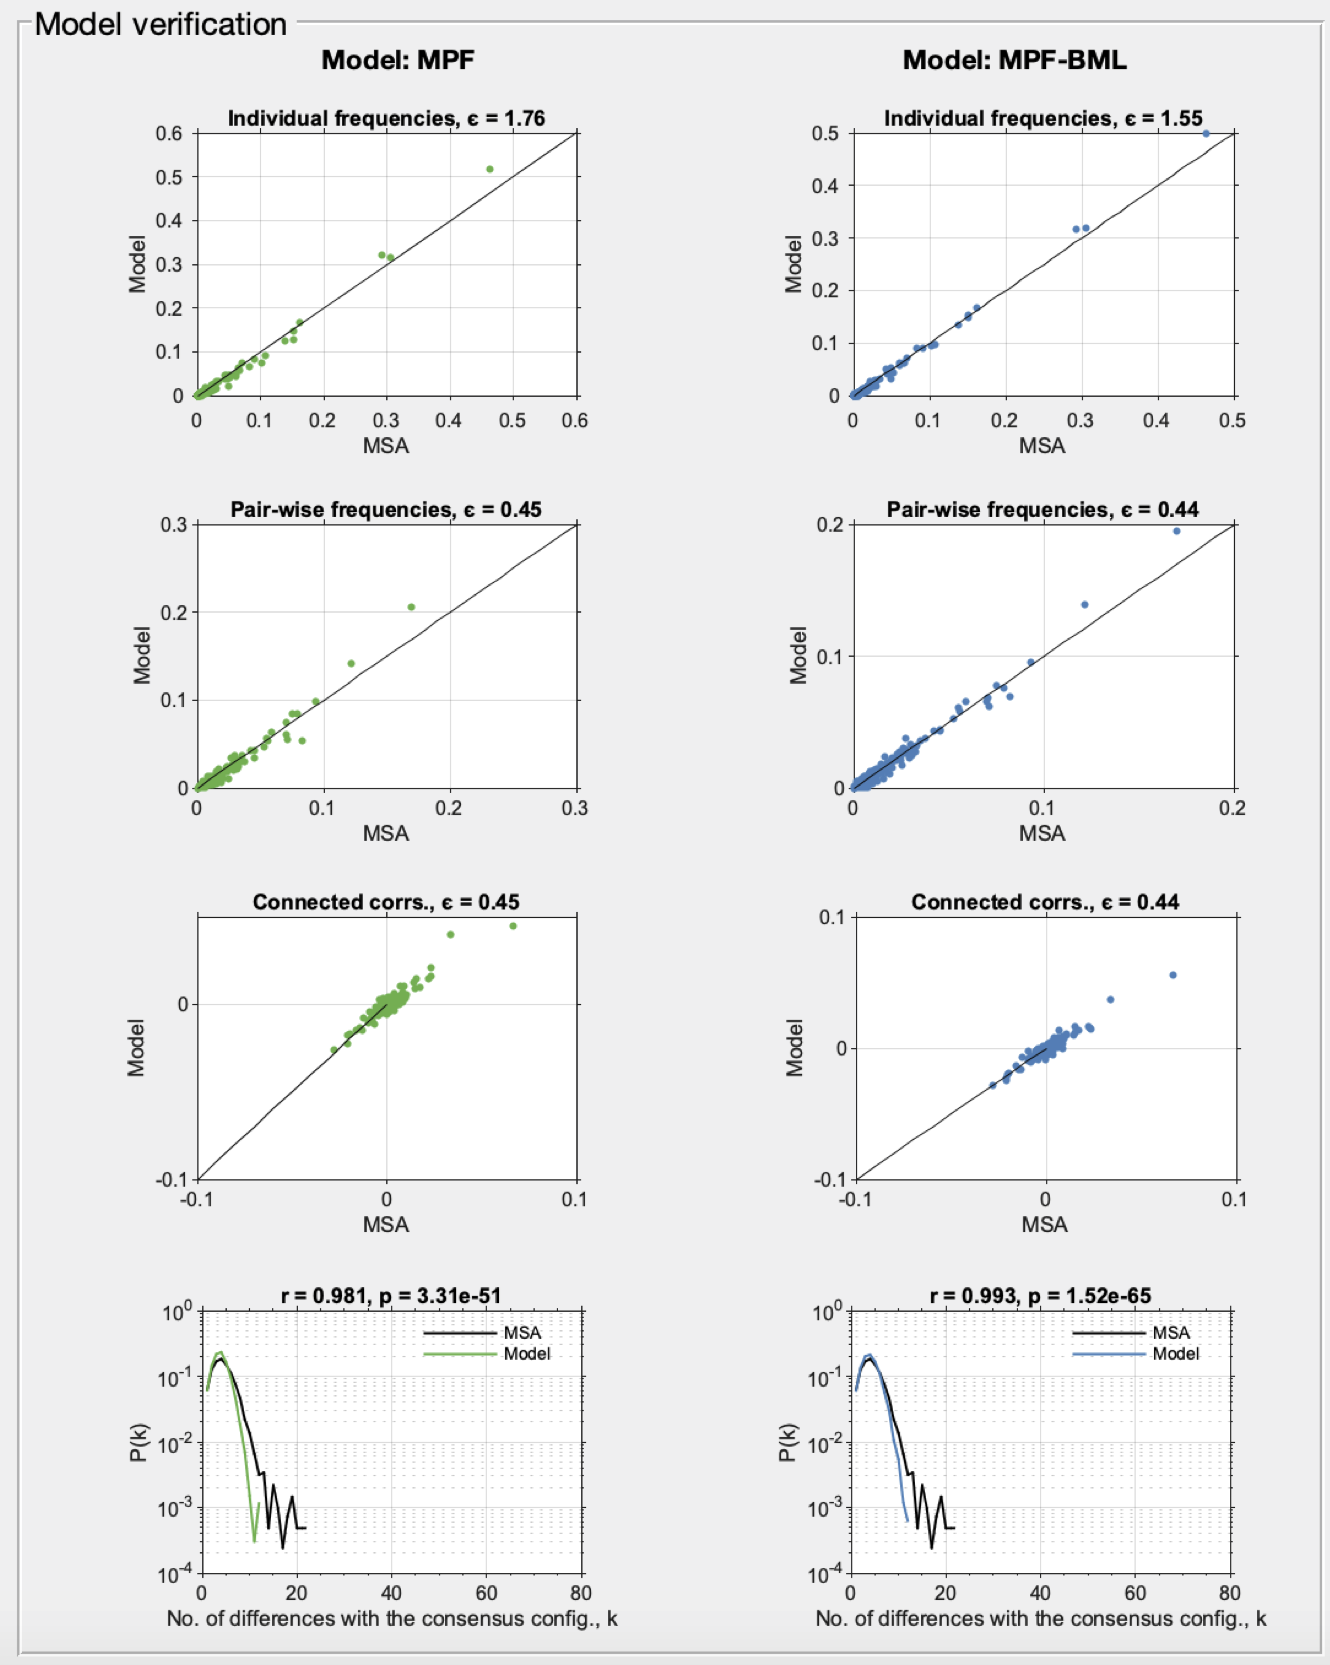 Model verification
Model: MPF
Individual frequencies, ϵ = 1.76
0.6
0.5
0.4
0.3
0.2
0.1
0
Model
0 0.1 0.2 0.3 0.4 0.5 0.6
MSA
Pair-wise frequencies, ϵ = 0.45
0.3
0.2
0.1
0
Model
0 0.1 0.2 0.3
MSA
Connected corrs., ϵ = 0.45
0
-0.1
Model
-0.1 0 0.1
MSA
r = 0.981, p = 3.31e-51
10^0
10^-1
10^-2
10^-3
10^-4
P(k)
MSA
Model
0 20 40 60 80
No. of differences with the consensus config., k
Model: MPF-BML
Individual frequencies, ϵ = 1.55
0.5
0.4
0.3
0.2
0.1
0
Model
0 0.1 0.2 0.3 0.4 0.5
MSA
Pair-wise frequencies, ϵ = 0.44
0.2
0.1
0
Model
0 0.1 0.2
MSA
Connected corrs., ϵ = 0.44
0.1
0
-0.1
Model
-0.1 0 0.1
MSA
r = 0.993, p = 1.52e-65
10^0
10^-1
10^-2
10^-3
10^-4
P(k)
MSA
Model
0 20 40 60 80
No. of differences with the consensus config., k